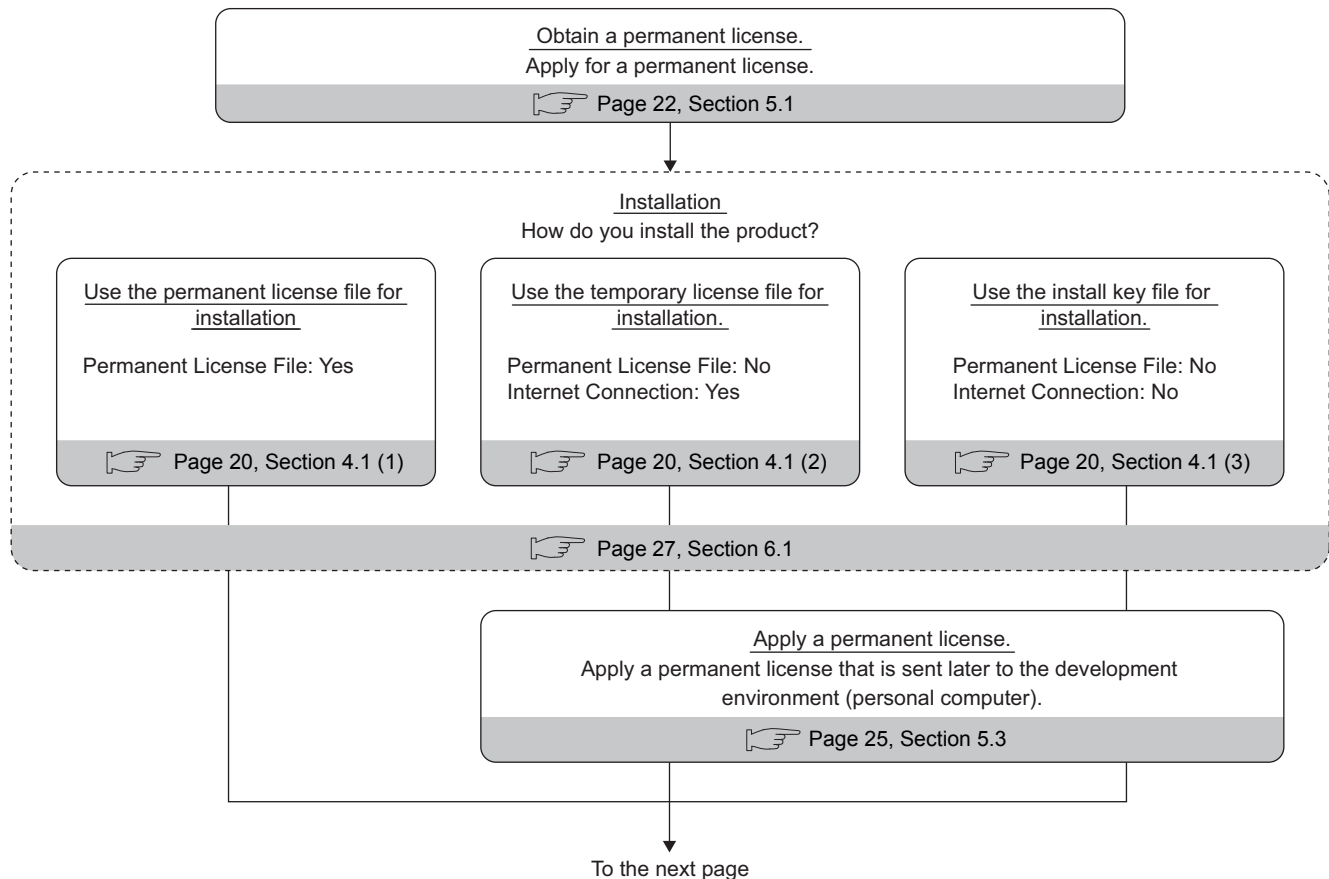 Obtain a permanent license.
Apply for a permanent license.
Page 22, Section 5.1
Installation
How do you install the product?
Use the permanent license file for
installation
Permanent License File: Yes
Page 20, Section 4.1 (1)
Use the temporary license file for
installation.
Permanent License File: No
Internet Connection: Yes
Page 20, Section 4.1 (2)
Use the install key file for
installation.
Permanent License File: No
Internet Connection: No
Page 20, Section 4.1 (3)
Page 27, Section 6.1
Apply a permanent license.
Apply a permanent license that is sent later to the development
environment (personal computer).
Page 25, Section 5.3
To the next page